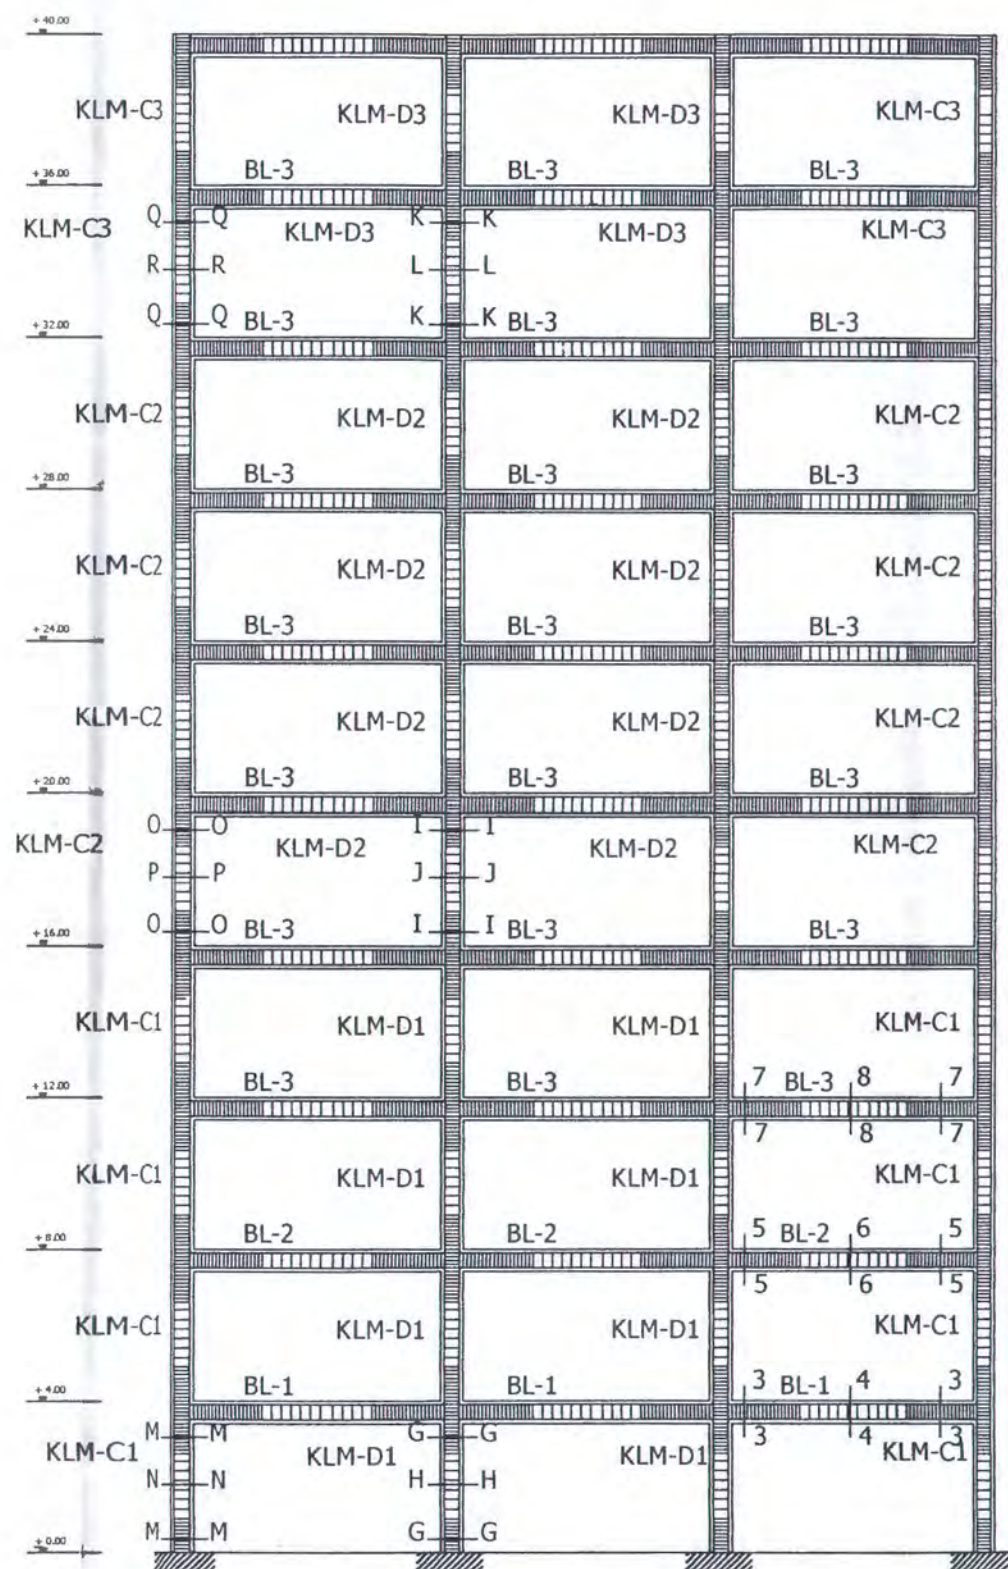 + 40.00
KLM-C3 KLM-D3 KLM-D3 KLM-C3
BL-3 BL-3 BL-3
+ 36.00
Q Q K K
KLM-C3 KLM-D3 KLM-D3 KLM-C3
R R L L
Q Q K K
BL-3 BL-3 BL-3
+ 32.00
KLM-C2 KLM-D2 KLM-D2 KLM-C2
BL-3 BL-3 BL-3
+ 28.00
KLM-C2 KLM-D2 KLM-D2 KLM-C2
BL-3 BL-3 BL-3
+ 24.00
KLM-C2 KLM-D2 KLM-D2 KLM-C2
BL-3 BL-3 BL-3
+ 20.00
O O I I
KLM-C2 KLM-D2 KLM-D2 KLM-C2
P P J J
O O I I
BL-3 BL-3 BL-3
+ 16.00
KLM-C1 KLM-D1 KLM-D1 KLM-C1
BL-3 BL-3 7 BL-3 8 7
+ 12.00
7 8 7
KLM-C1 KLM-D1 KLM-D1 KLM-C1
BL-2 BL-2 5 BL-2 6 5
+ 8.00
5 6 5
KLM-C1 KLM-D1 KLM-D1 KLM-C1
BL-1 BL-1 3 BL-1 4 3
+ 4.00
M M G G 3 4 3
KLM-C1 KLM-D1 KLM-D1 KLM-C1
N N H H
M M G G
+ 0.00